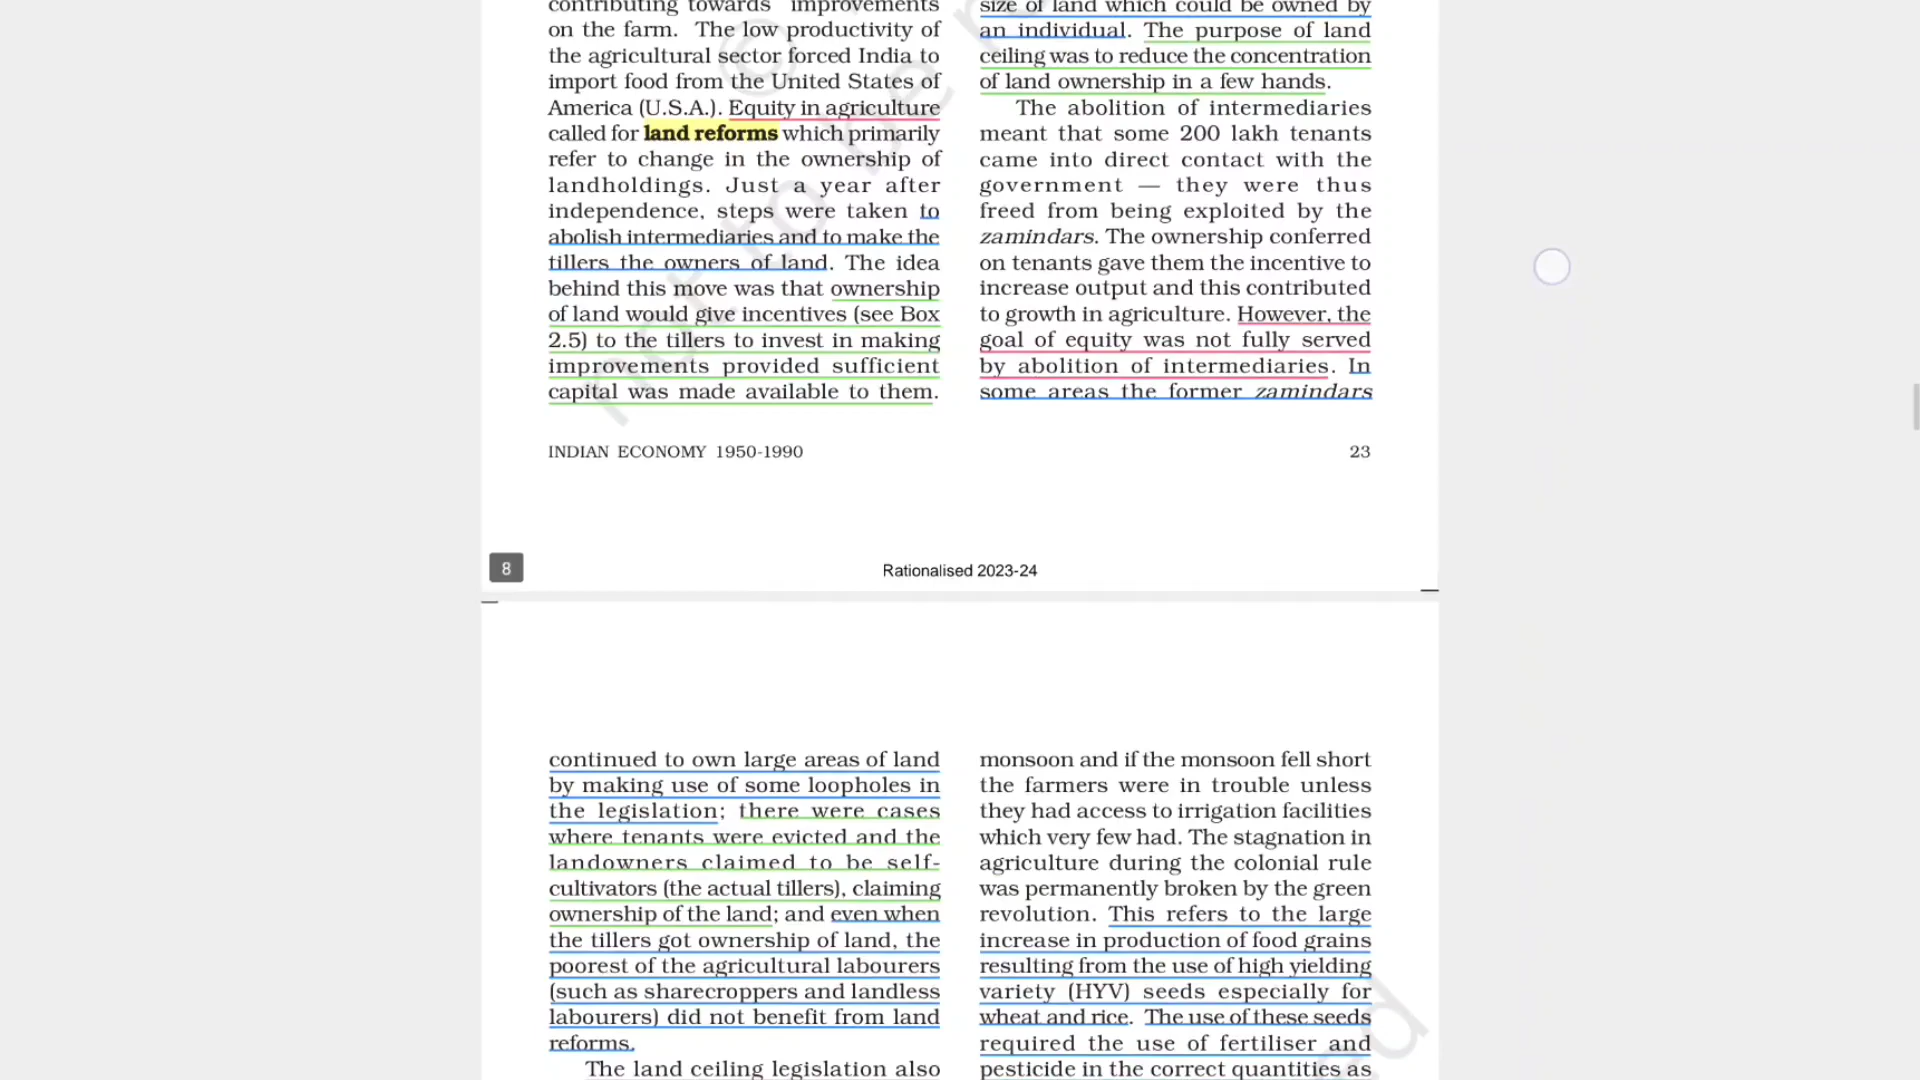 contributing towards improvements
on the farm. The low productivity of
the agricultural sector forced India to
import food from the United States of
America (U.S.A.). Equity in agriculture
called for land reforms which primarily
refer to change in the ownership of
landholdings. Just a year after
independence, steps were taken to
abolish intermediaries and to make the
tillers the owners of land. The idea
behind this move was that ownership
of land would give incentives (see Box
2.5) to the tillers to invest in making
improvements provided sufficient
capital was made available to them.
size of land which could be owned by
an individual. The purpose of land
ceiling was to reduce the concentration
of land ownership in a few hands.
The abolition of intermediaries
meant that some 200 lakh tenants
came into direct contact with the
government — they were thus
freed from being exploited by the
zamindars. The ownership conferred
on tenants gave them the incentive to
increase output and this contributed
to growth in agriculture. However, the
goal of equity was not fully served
by abolition of intermediaries. In
some areas the former zamindars
INDIAN ECONOMY 1950-1990
23
8
Rationalised 2023-24
continued to own large areas of land
by making use of some loopholes in
the legislation; there were cases
where tenants were evicted and the
landowners claimed to be self-
cultivators (the actual tillers), claiming
ownership of the land; and even when
the tillers got ownership of land, the
poorest of the agricultural labourers
(such as sharecroppers and landless
labourers) did not benefit from land
reforms.
The land ceiling legislation also
monsoon and if the monsoon fell short
the farmers were in trouble unless
they had access to irrigation facilities
which very few had. The stagnation in
agriculture during the colonial rule
was permanently broken by the green
revolution. This refers to the large
increase in production of food grains
resulting from the use of high yielding
variety (HYV) seeds especially for
wheat and rice. The use of these seeds
required the use of fertiliser and
pesticide in the correct quantities as
© not to be r
d